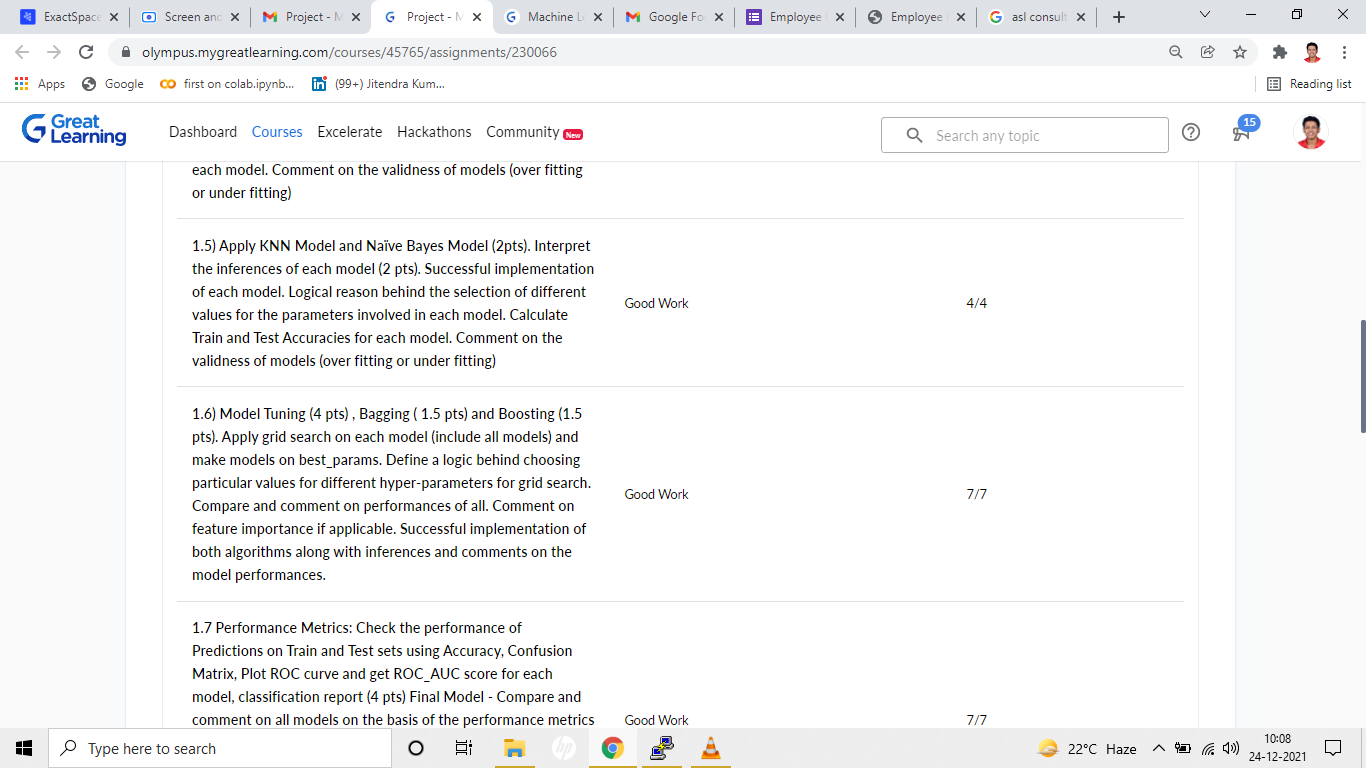 ExactSpace
Screen and
Project - M
Project - M
Machine L
Google Fo
Employee
Employee
asl consult
olympus.mygreatlearning.com/courses/45765/assignments/230066
Apps
Google
first on colab.ipynb...
(99+) Jitendra Kum...
Reading list
Great
Learning
Dashboard
Courses
Excelerate
Hackathons
Community
New
Search any topic
15
each model. Comment on the validness of models (over fitting
or under fitting)
1.5) Apply KNN Model and Naïve Bayes Model (2pts). Interpret
the inferences of each model (2 pts). Successful implementation
of each model. Logical reason behind the selection of different
values for the parameters involved in each model. Calculate
Train and Test Accuracies for each model. Comment on the
validness of models (over fitting or under fitting)
Good Work
4/4
1.6) Model Tuning (4 pts) , Bagging ( 1.5 pts) and Boosting (1.5
pts). Apply grid search on each model (include all models) and
make models on best_params. Define a logic behind choosing
particular values for different hyper-parameters for grid search.
Compare and comment on performances of all. Comment on
feature importance if applicable. Successful implementation of
both algorithms along with inferences and comments on the
model performances.
Good Work
7/7
1.7 Performance Metrics: Check the performance of
Predictions on Train and Test sets using Accuracy, Confusion
Matrix, Plot ROC curve and get ROC_AUC score for each
model, classification report (4 pts) Final Model - Compare and
comment on all models on the basis of the performance metrics
Good Work
7/7
Type here to search
hp
22°C Haze
10:08
24-12-2021